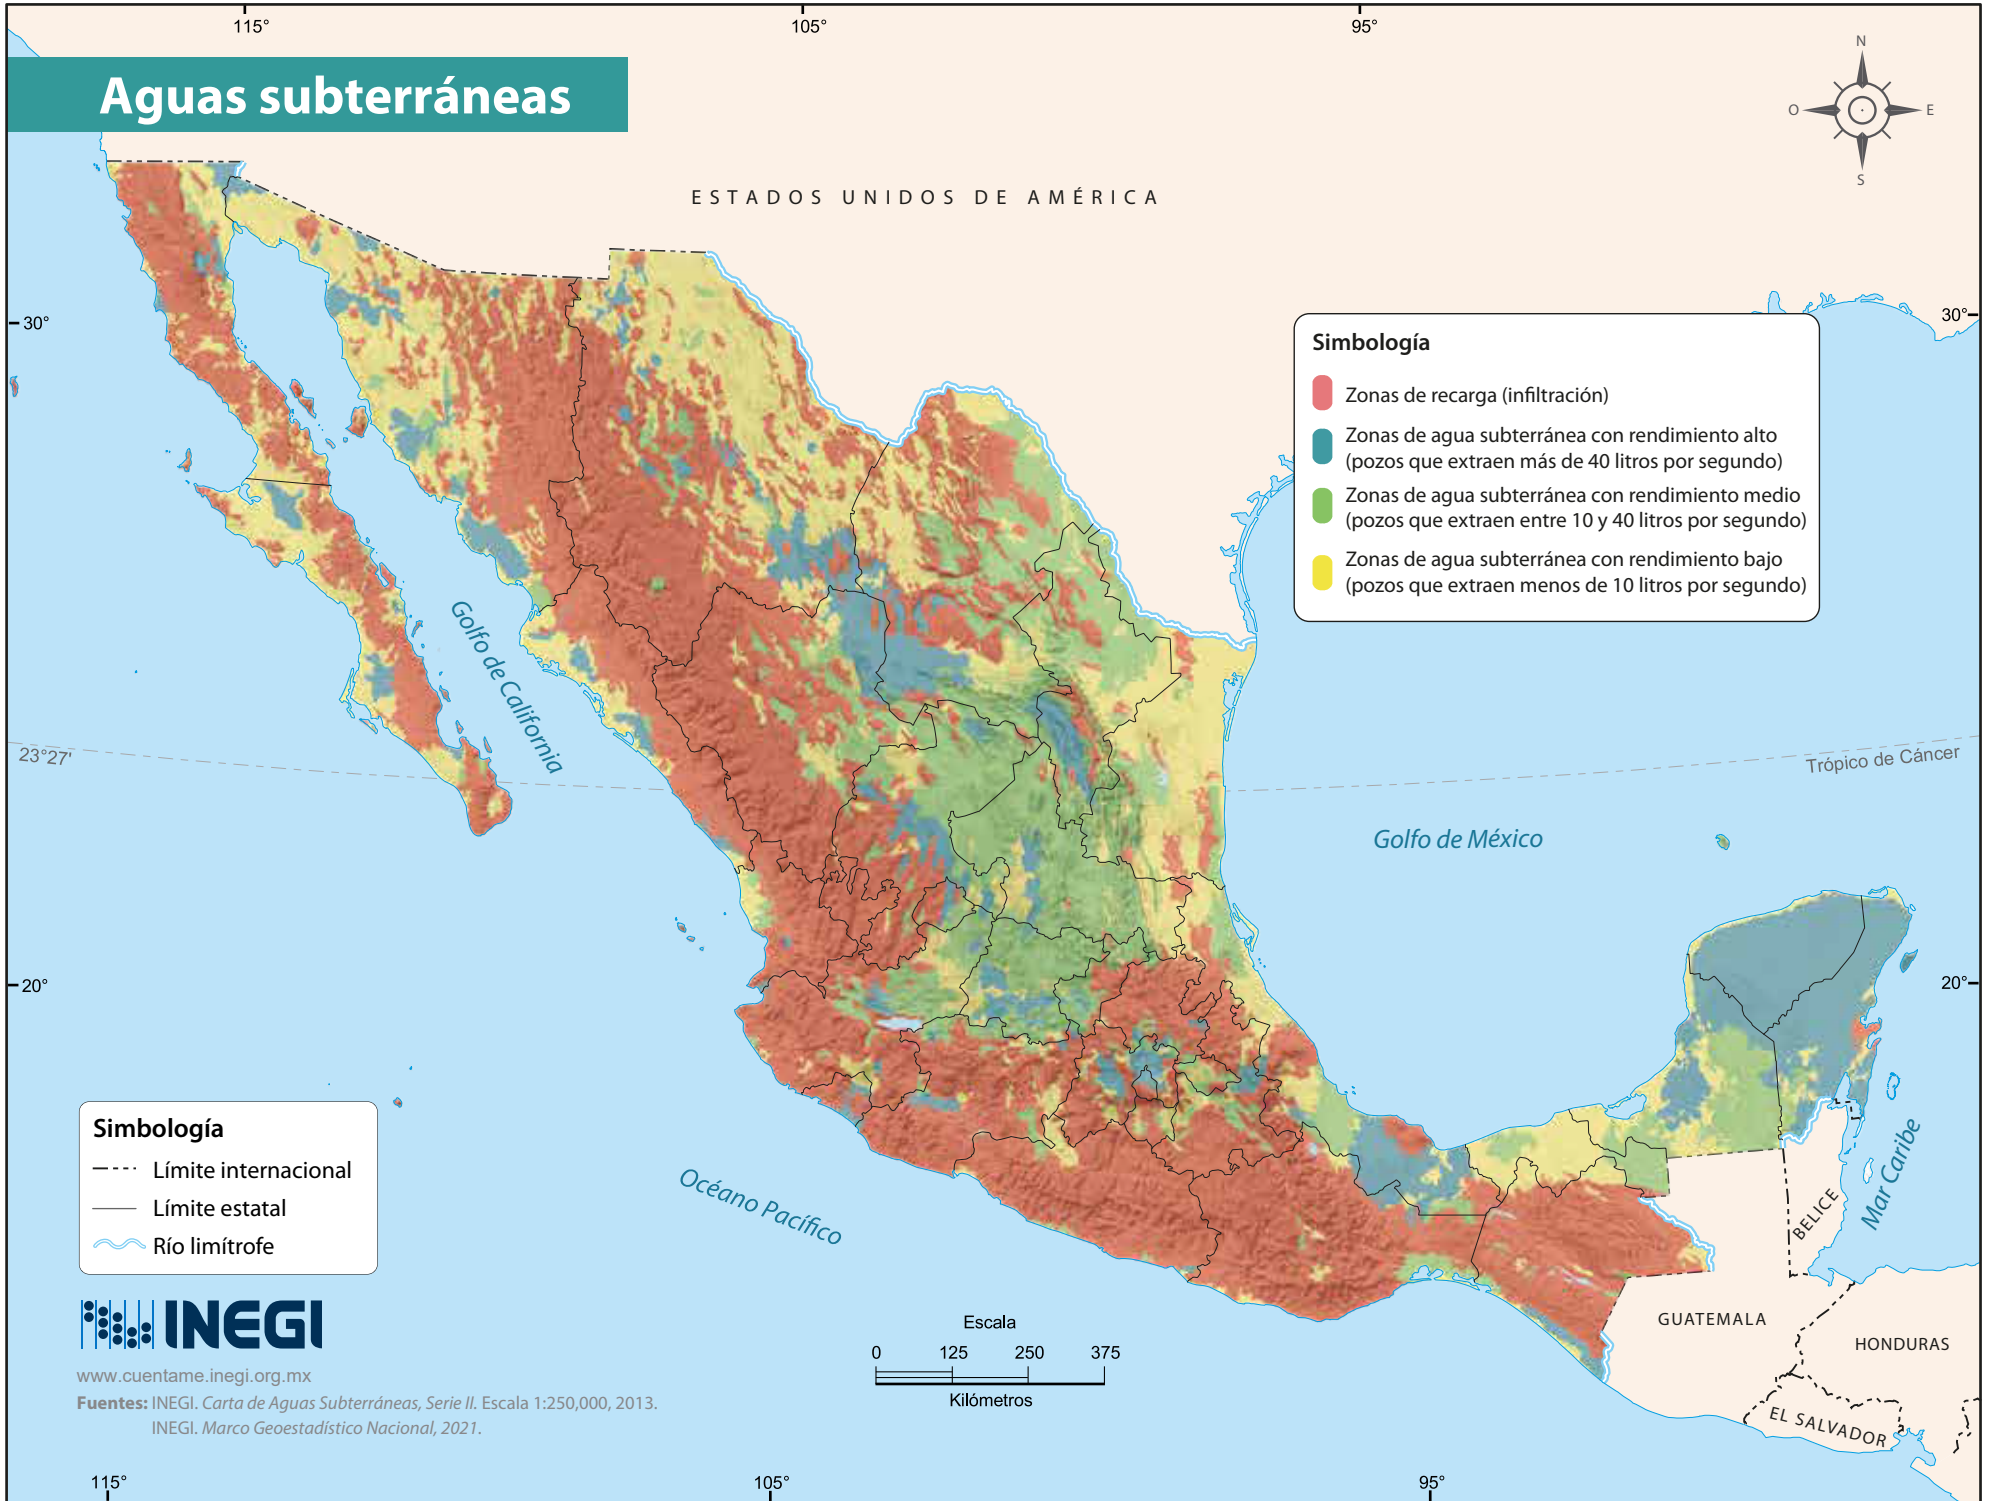 115°
105°
95°
Aguas subterráneas
N
O
E
S
ESTADOS UNIDOS DE AMÉRICA
30°
30°
Simbología
Zonas de recarga (infiltración)
Zonas de agua subterránea con rendimiento alto
(pozos que extraen más de 40 litros por segundo)
Zonas de agua subterránea con rendimiento medio
(pozos que extraen entre 10 y 40 litros por segundo)
Zonas de agua subterránea con rendimiento bajo
(pozos que extraen menos de 10 litros por segundo)
Golfo de California
23°27'
Trópico de Cáncer
Golfo de México
20°
20°
Simbología
Límite internacional
Límite estatal
Río limítrofe
Océano Pacífico
Mar Caribe
BELICE
GUATEMALA
HONDURAS
EL SALVADOR
INEGI
www.cuentame.inegi.org.mx
Fuentes: INEGI. Carta de Aguas Subterráneas, Serie II. Escala 1:250,000, 2013.
INEGI. Marco Geoestadístico Nacional, 2021.
Escala
0 125 250 375
Kilómetros
115°
105°
95°